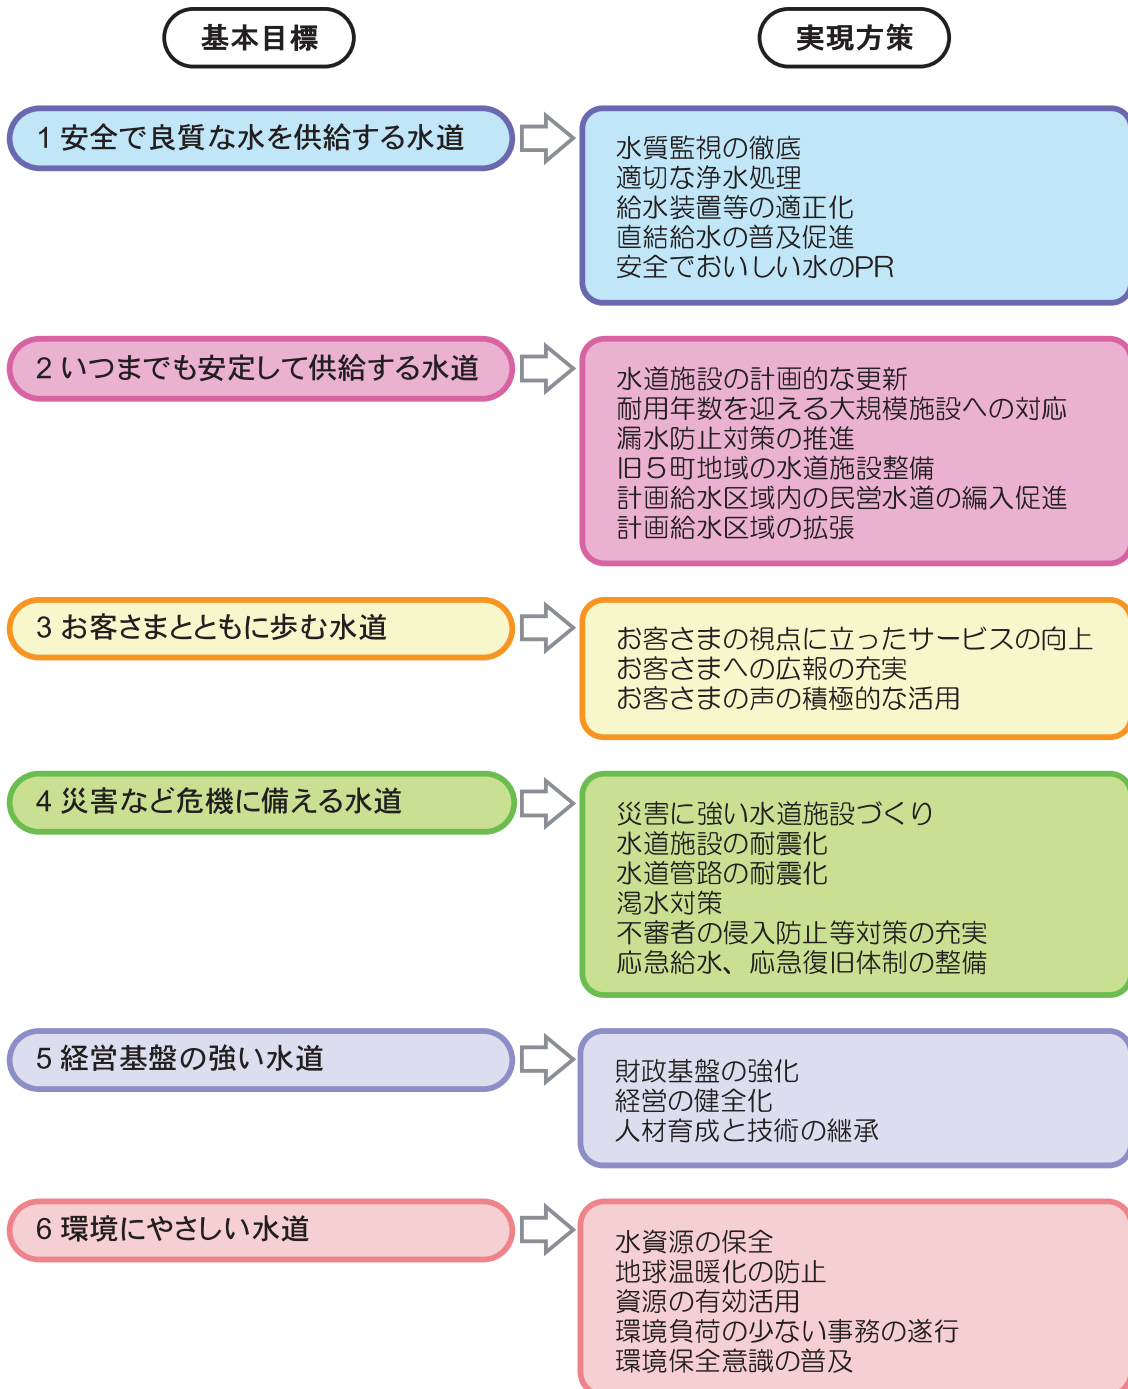 基本目標
実現方策
1 安全で良質な水を供給する水道
水質監視の徹底
適切な浄水処理
給水装置等の適正化
直結給水の普及促進
安全でおいしい水のPR
2 いつまでも安定して供給する水道
水道施設の計画的な更新
耐用年数を迎える大規模施設への対応
漏水防止対策の推進
旧5町地域の水道施設整備
計画給水区域内の民営水道の編入促進
計画給水区域の拡張
3 お客さまとともに歩む水道
お客さまの視点に立ったサービスの向上
お客さまへの広報の充実
お客さまの声の積極的な活用
4 災害など危機に備える水道
災害に強い水道施設づくり
水道施設の耐震化
水道管路の耐震化
渇水対策
不審者の侵入防止等対策の充実
応急給水、応急復旧体制の整備
5 経営基盤の強い水道
財政基盤の強化
経営の健全化
人材育成と技術の継承
6 環境にやさしい水道
水資源の保全
地球温暖化の防止
資源の有効活用
環境負荷の少ない事務の遂行
環境保全意識の普及